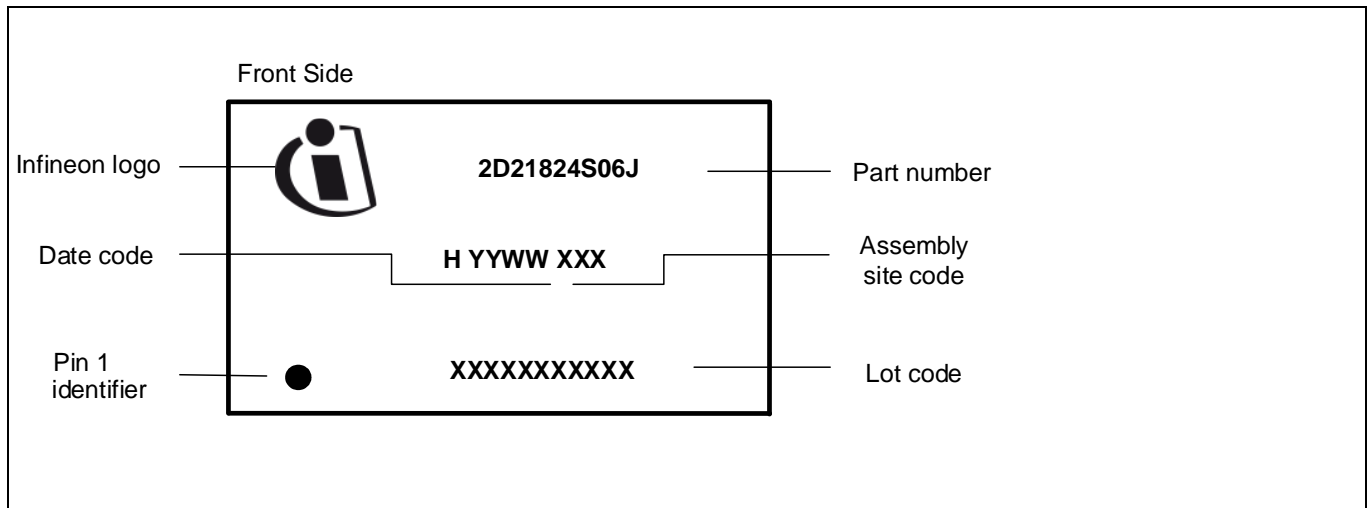 Front Side
Infineon logo
2D21824S06J
Part number
Date code
H YYWW XXX
Assembly
site code
Pin 1
identifier
XXXXXXXXXXX
Lot code